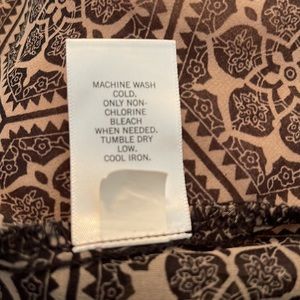 MACHINE WASH
COLD.
ONLY NON-
CHLORINE
BLEACH
WHEN NEEDED.
TUMBLE DRY
LOW.
COOL IRON.